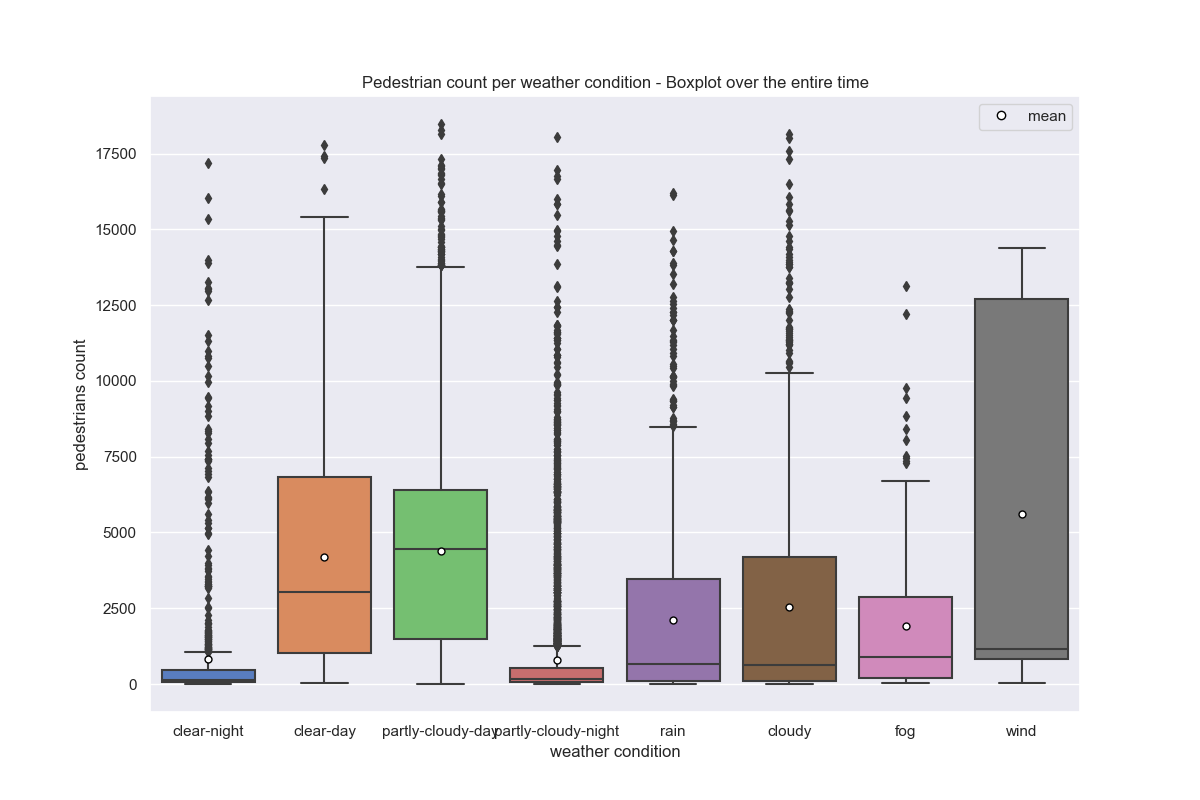 Pedestrian count per weather condition - Boxplot over the entire time
mean
pedestrians count
17500
15000
12500
10000
7500
5000
2500
0
clear-night clear-day partly-cloudy-day partly-cloudy-night rain cloudy fog wind
weather condition